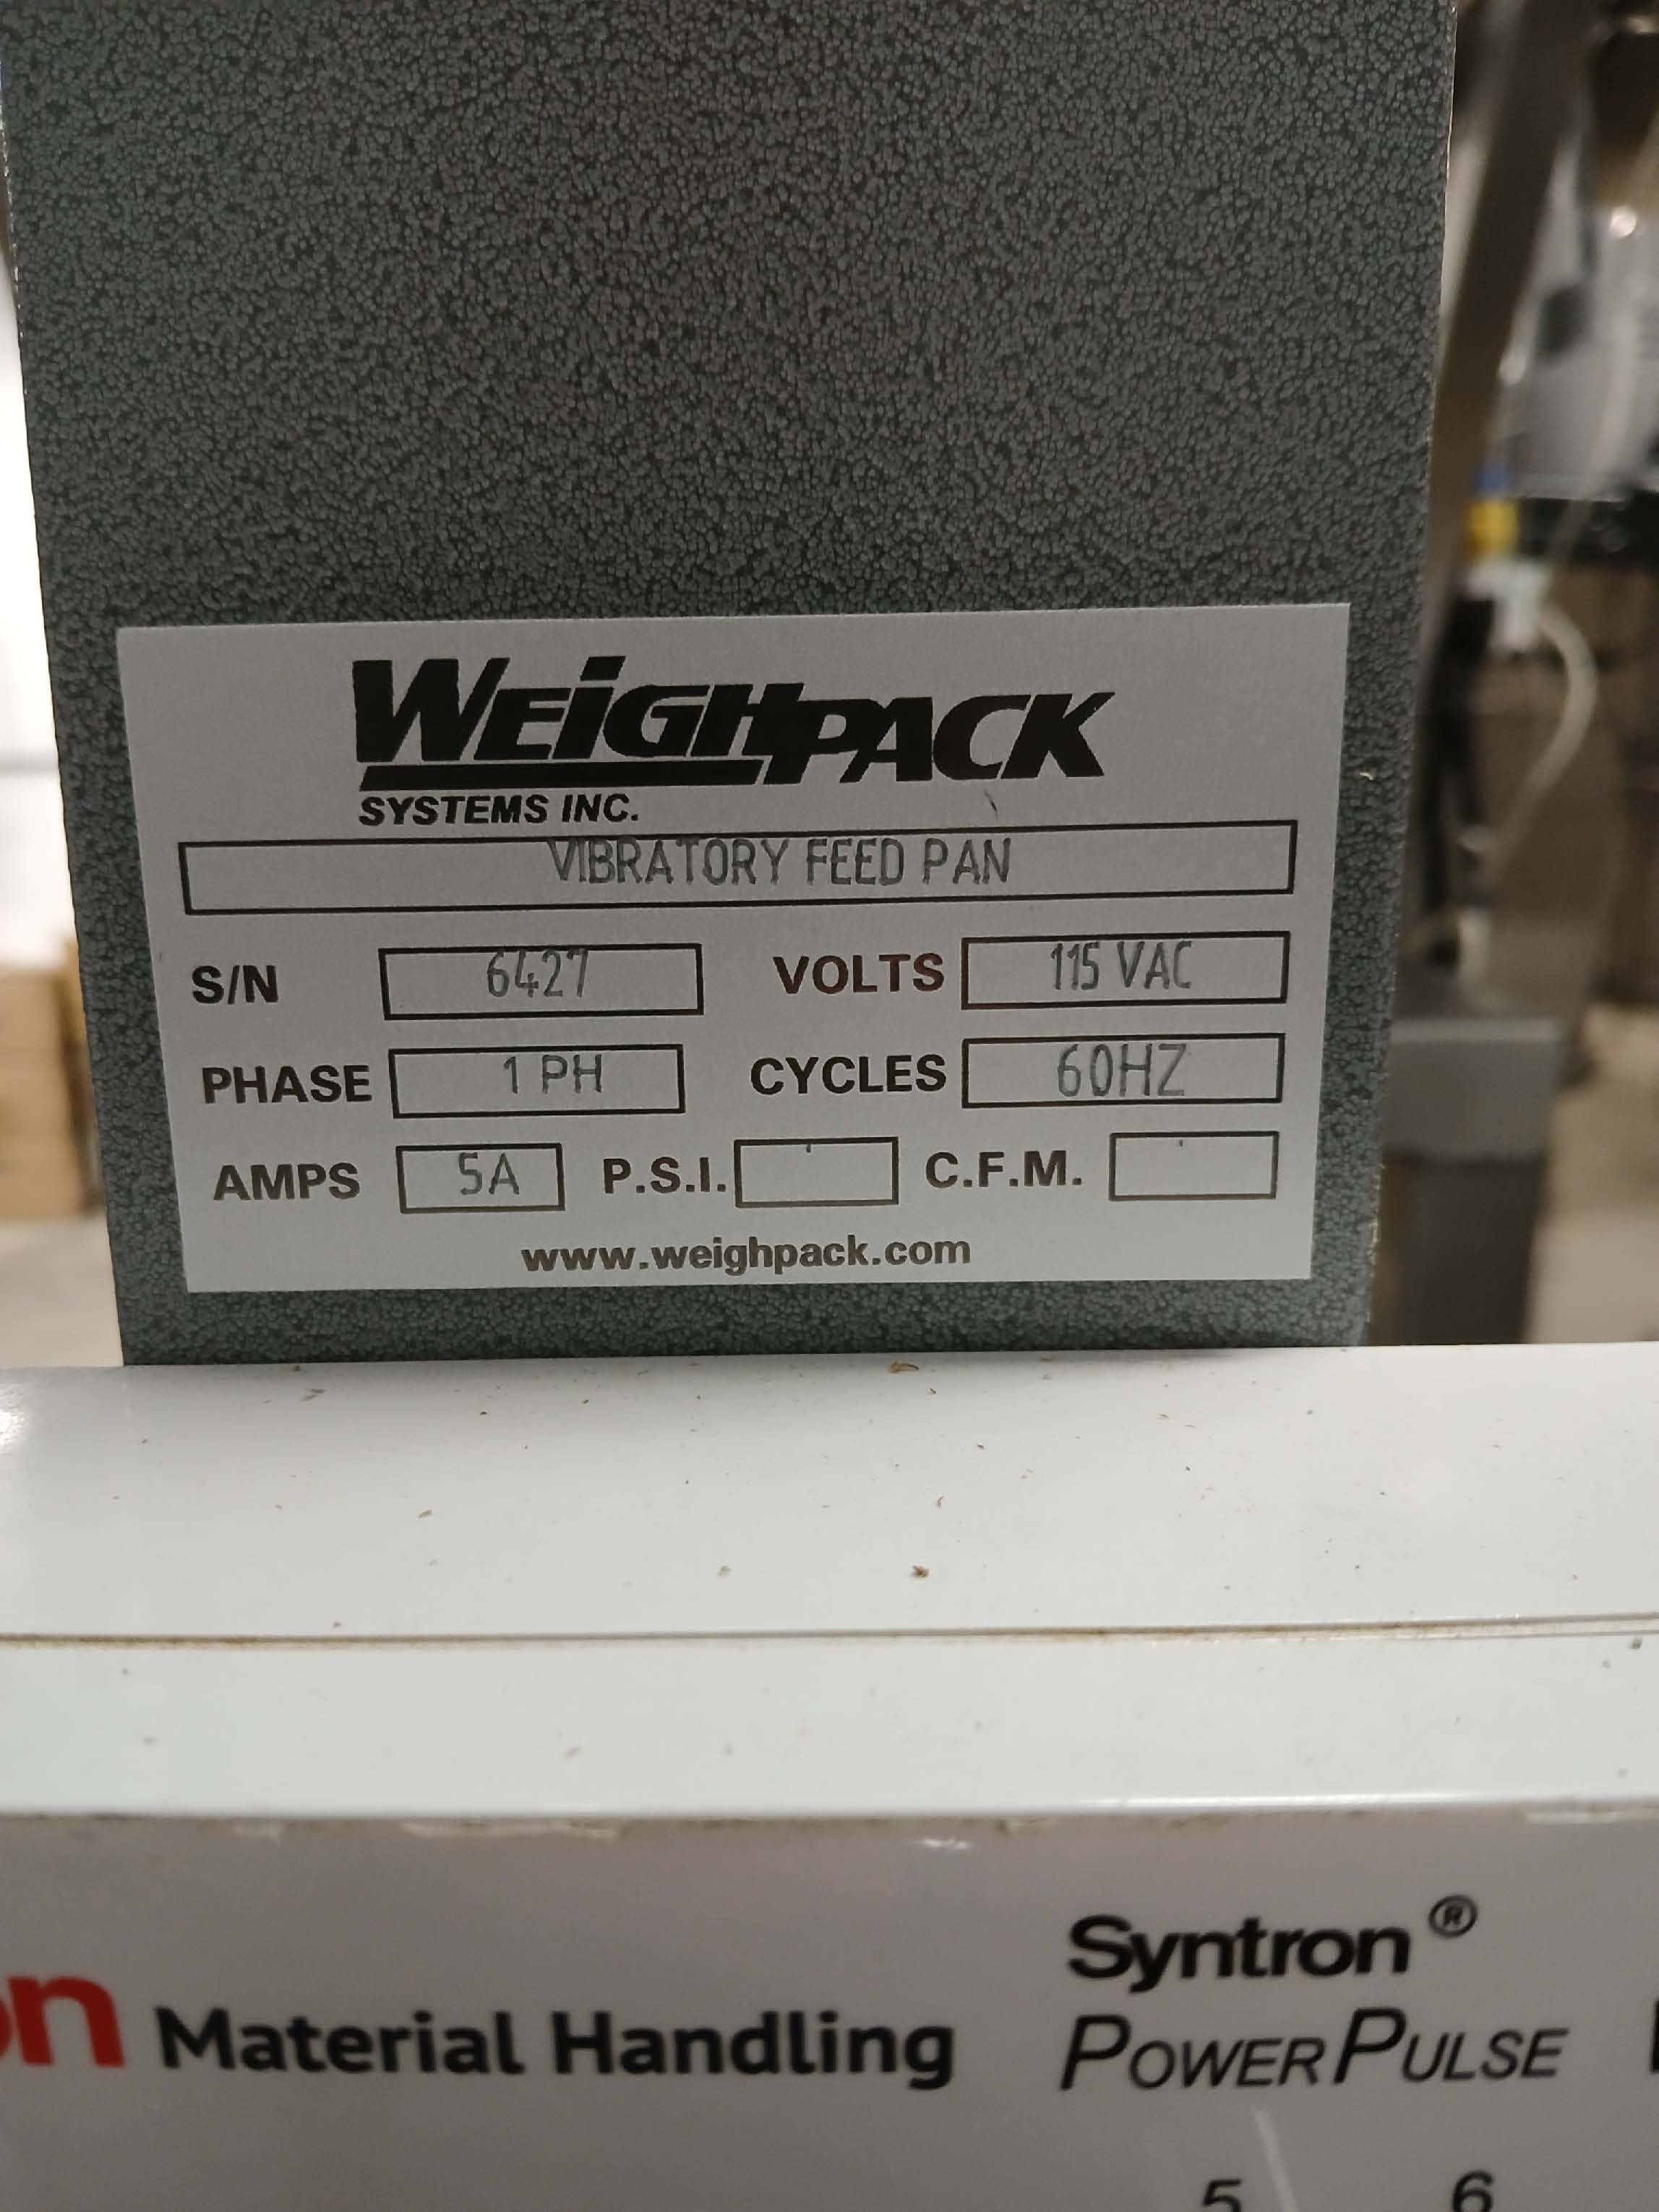 WEIGHPACK
SYSTEMS INC.
VIBRATORY FEED PAN
S/N 6427 VOLTS 115 VAC
PHASE 1 PH CYCLES 60HZ
AMPS 5A P.S.I. C.F.M.
www.weighpack.com
Syntron®
on Material Handling POWERPULSE
5 6